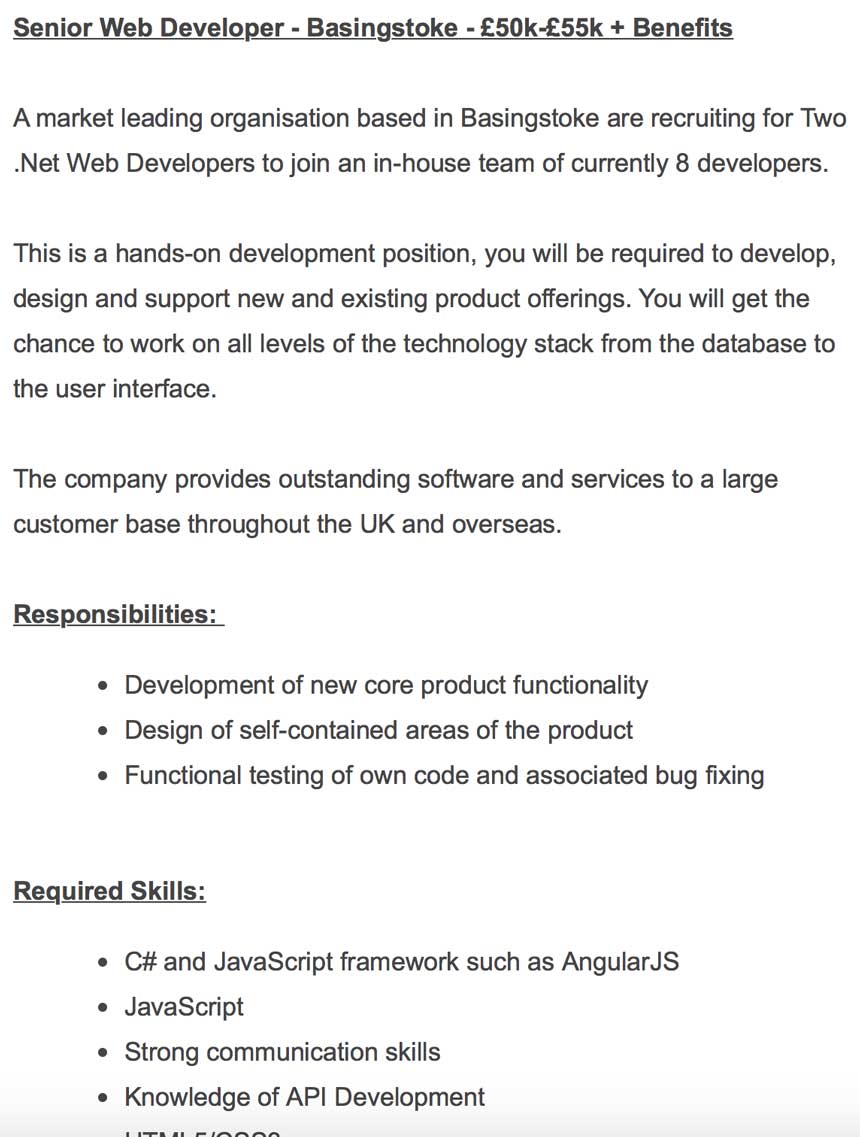 Senior Web Developer - Basingstoke - £50k-£55k + Benefits
A market leading organisation based in Basingstoke are recruiting for Two
.Net Web Developers to join an in-house team of currently 8 developers.
This is a hands-on development position, you will be required to develop,
design and support new and existing product offerings. You will get the
chance to work on all levels of the technology stack from the database to
the user interface.
The company provides outstanding software and services to a large
customer base throughout the UK and overseas.
Responsibilities:
• Development of new core product functionality
• Design of self-contained areas of the product
• Functional testing of own code and associated bug fixing
Required Skills:
• C# and JavaScript framework such as AngularJS
• JavaScript
• Strong communication skills
• Knowledge of API Development